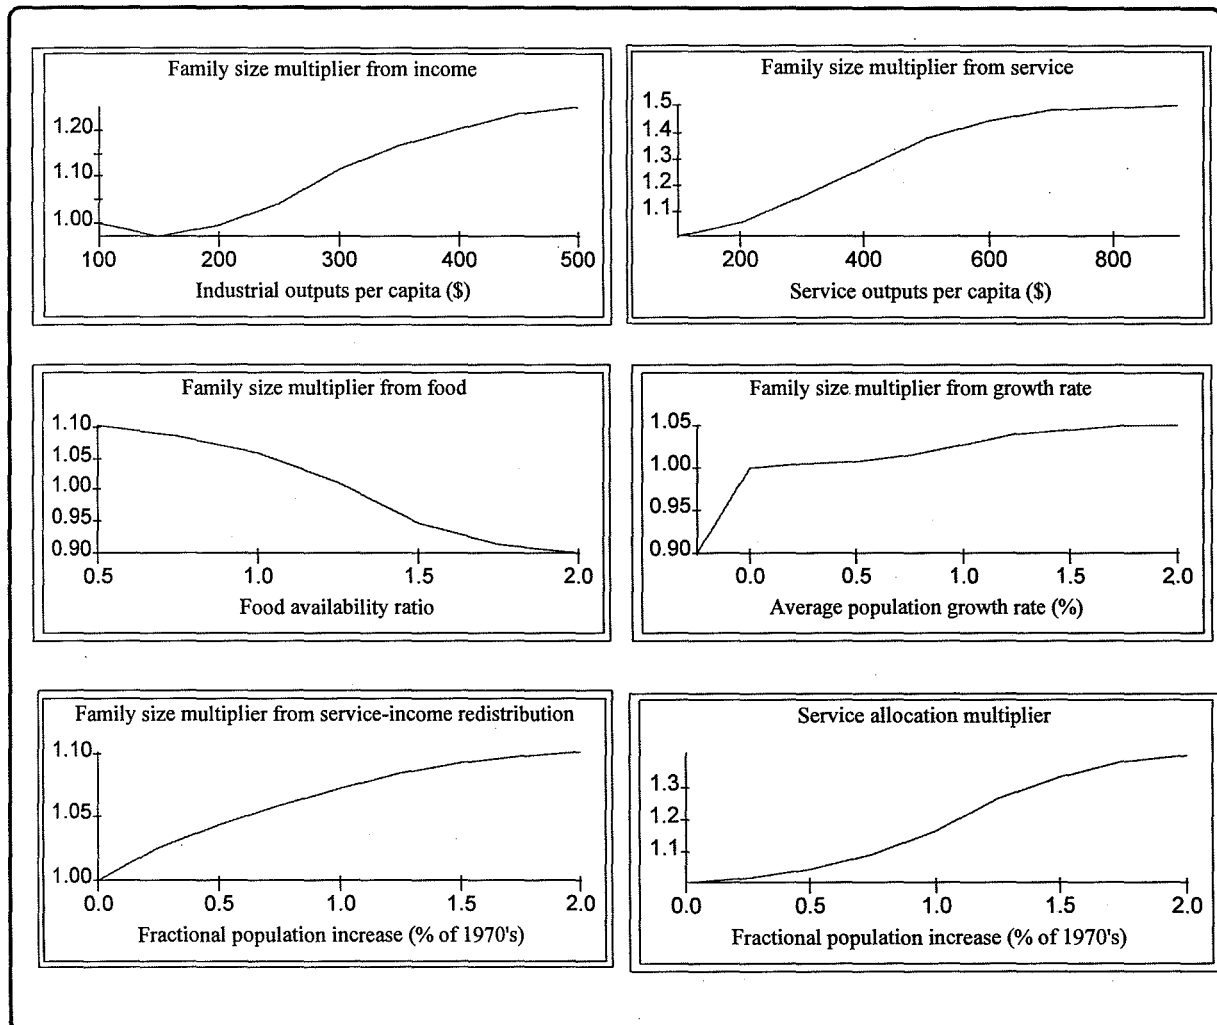 Family size multiplier from income
1.20
1.10
1.00
100 200 300 400 500
Industrial outputs per capita ($)
Family size multiplier from service
1.5
1.4
1.3
1.2
1.1
200 400 600 800
Service outputs per capita ($)
Family size multiplier from food
1.10
1.05
1.00
0.95
0.90
0.5 1.0 1.5 2.0
Food availability ratio
Family size multiplier from growth rate
1.05
1.00
0.95
0.90
0.0 0.5 1.0 1.5 2.0
Average population growth rate (%)
Family size multiplier from service-income redistribution
1.10
1.05
1.00
0.0 0.5 1.0 1.5 2.0
Fractional population increase (% of 1970's)
Service allocation multiplier
1.3
1.2
1.1
0.0 0.5 1.0 1.5 2.0
Fractional population increase (% of 1970's)